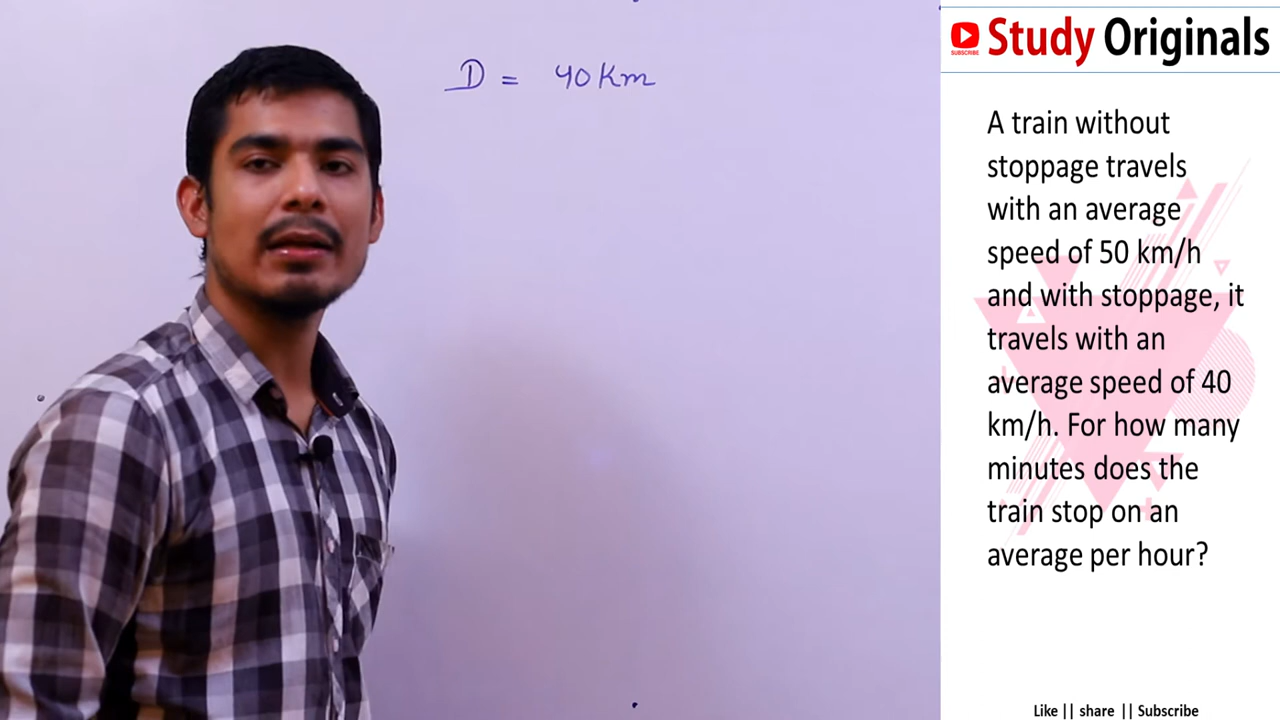 D = 40 Km
SUBSCRIBE
Study Originals
A train without
stoppage travels
with an average
speed of 50 km/h
and with stoppage, it
travels with an
average speed of 40
km/h. For how many
minutes does the
train stop on an
average per hour?
Like || share || Subscribe